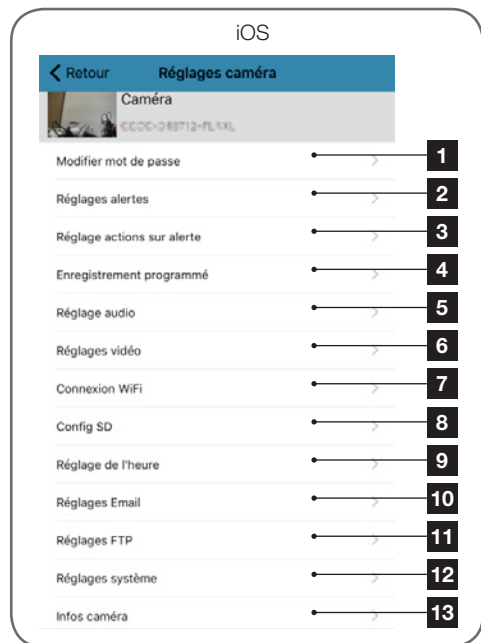 iOS
Retour Réglages caméra
Caméra
Modifier mot de passe 1
Réglages alertes 2
Réglage actions sur alerte 3
Enregistrement programmé 4
Réglage audio 5
Réglages vidéo 6
Connexion WiFi 7
Config SD 8
Réglage de l'heure 9
Réglages Email 10
Réglages FTP 11
Réglages système 12
Infos caméra 13